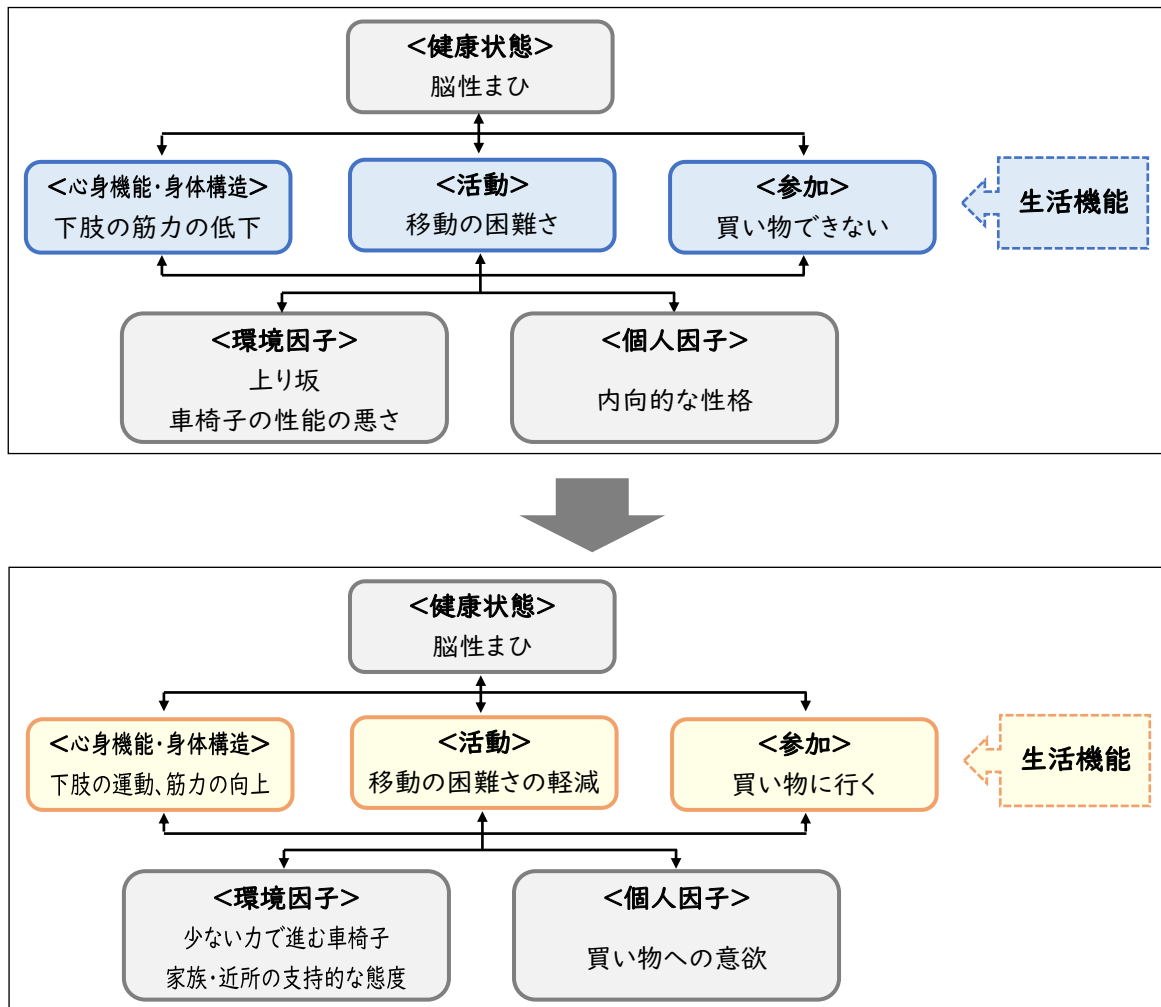 <健康状態>
脳性まひ
<心身機能・身体構造>
下肢の筋力の低下
<活動>
移動の困難さ
<参加>
買い物できない
生活機能
<環境因子>
上り坂
車椅子の性能の悪さ
<個人因子>
内向的な性格
<健康状態>
脳性まひ
<心身機能・身体構造>
下肢の運動、筋力の向上
<活動>
移動の困難さの軽減
<参加>
買い物に行く
生活機能
<環境因子>
少ない力で進む車椅子
家族・近所の支持的な態度
<個人因子>
買い物への意欲